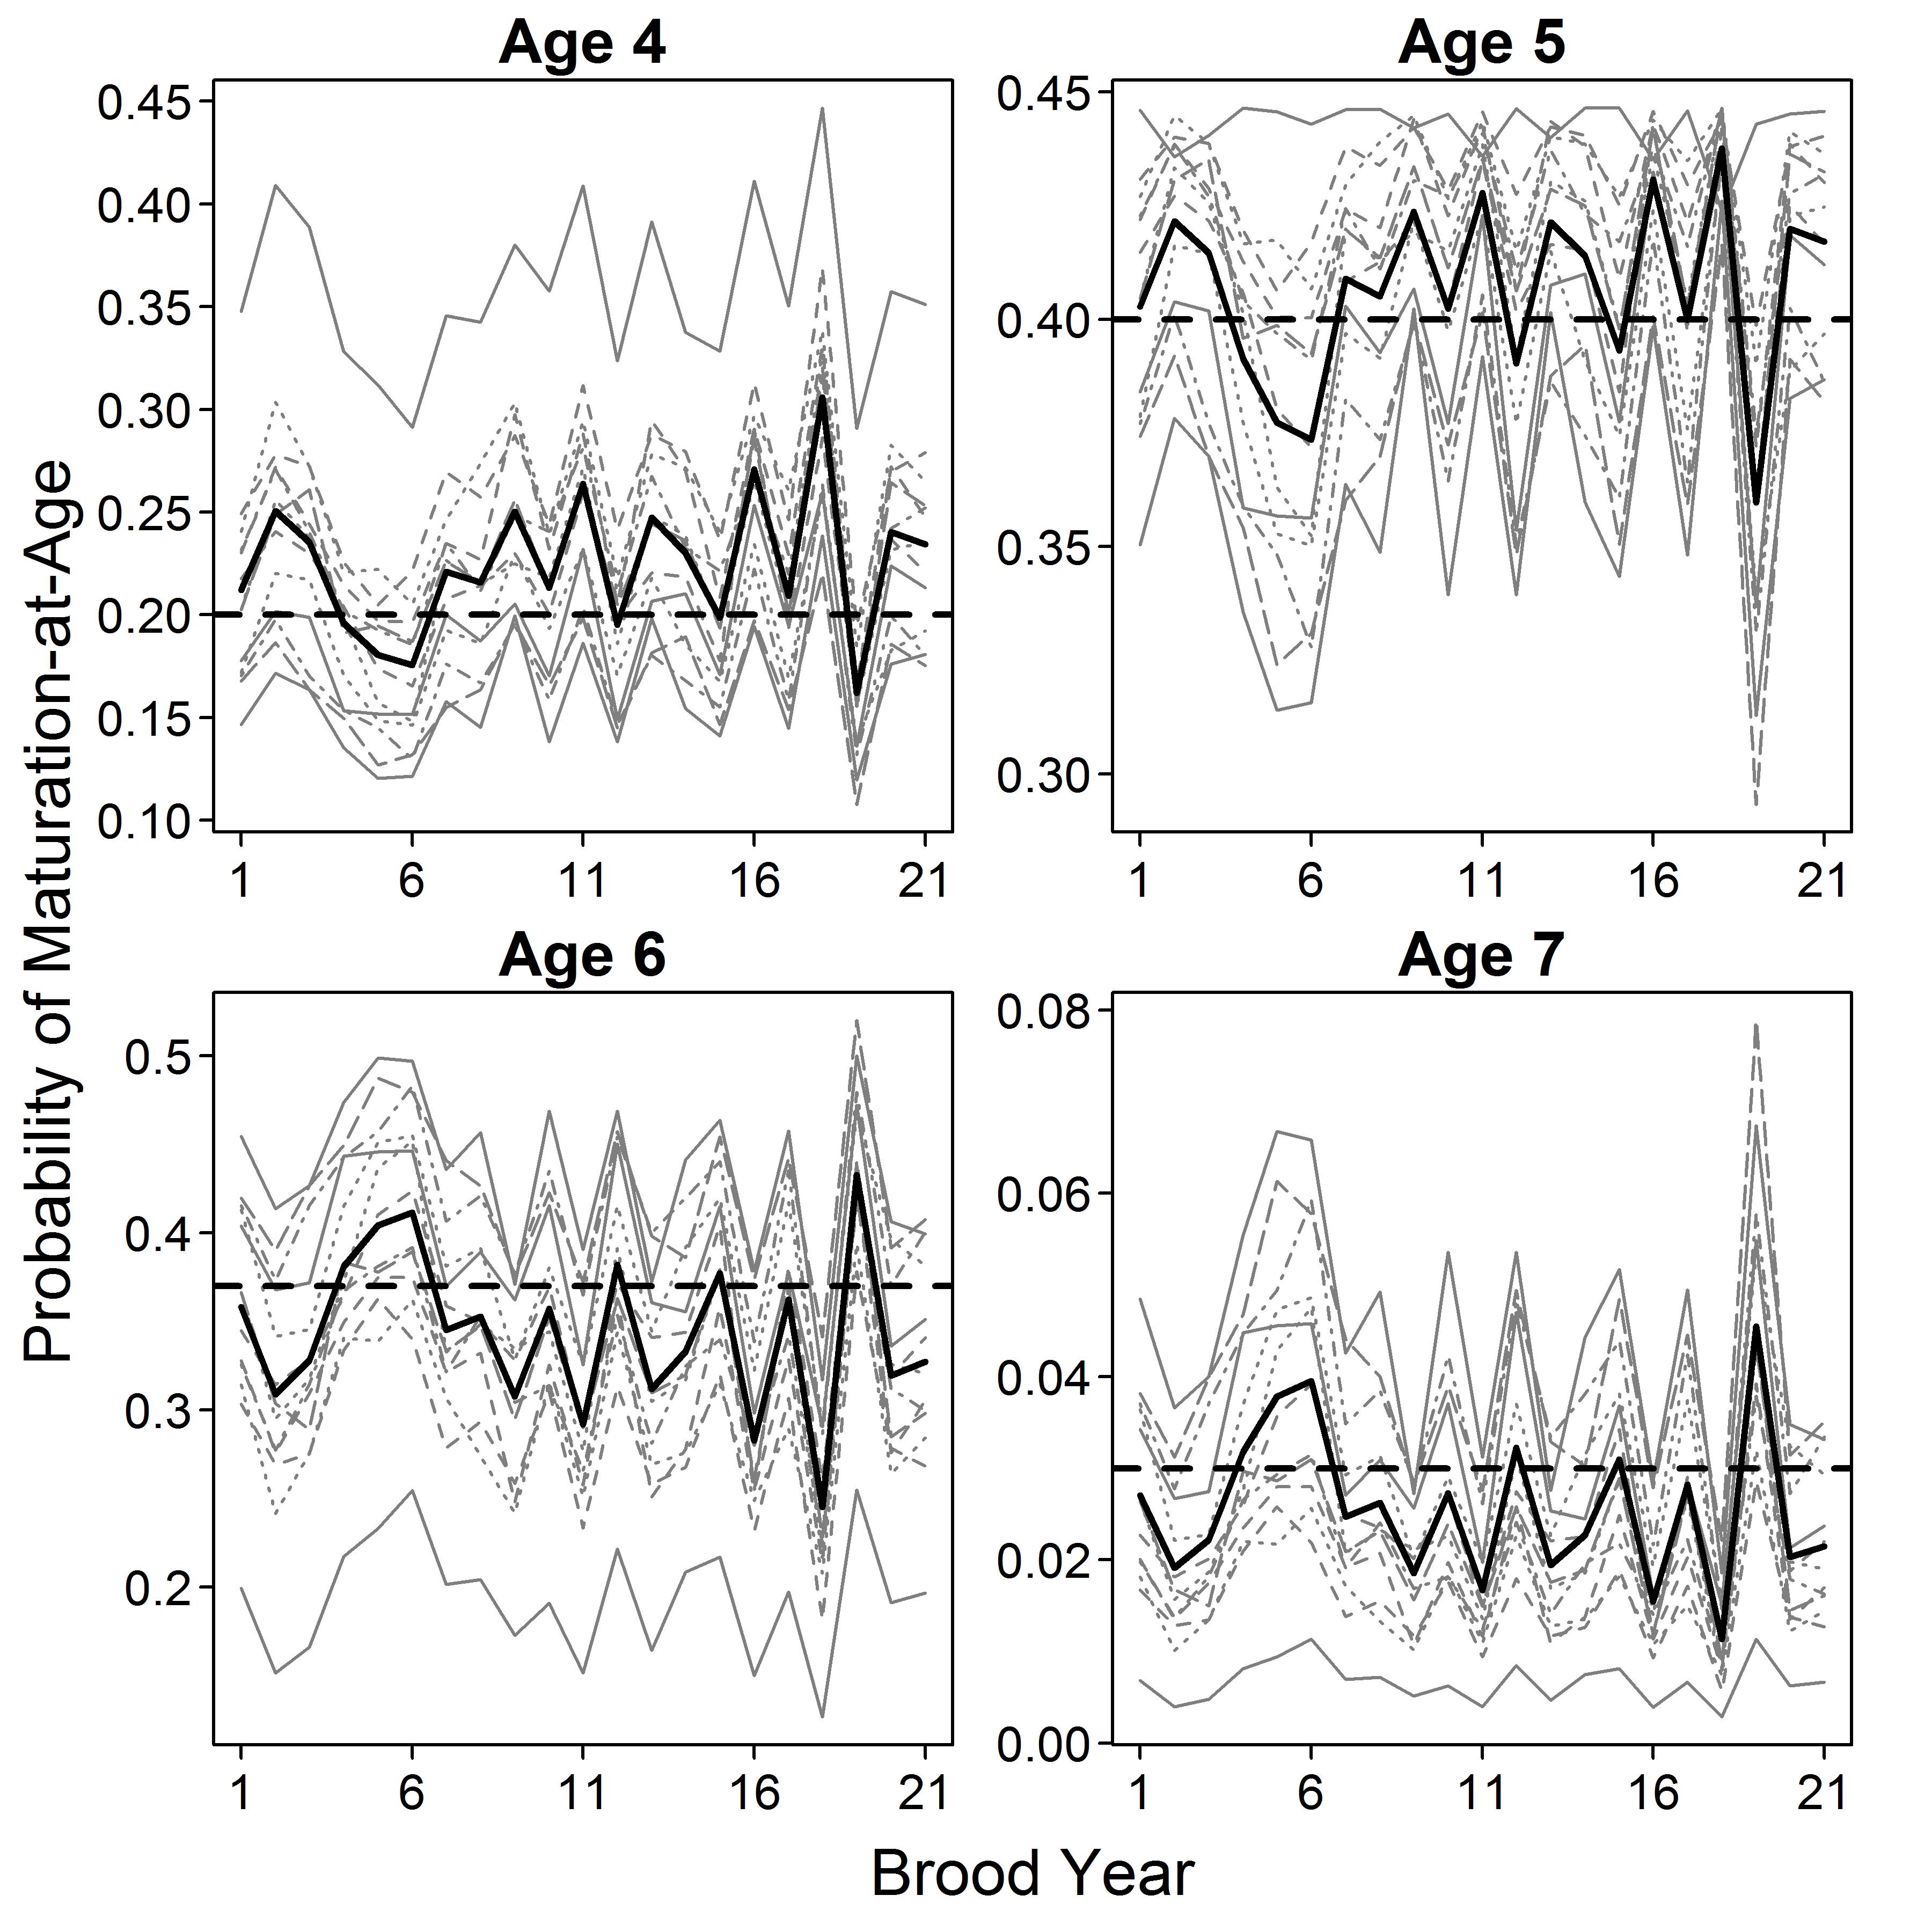 Age 4
Age 5
0.45
0.40
0.35
0.30
0.25
0.20
0.15
0.10
1 6 11 16 21
0.45
0.40
0.35
0.30
1 6 11 16 21
Probability of Maturation-at-Age
Age 6
Age 7
0.5
0.4
0.3
0.2
1 6 11 16 21
0.08
0.06
0.04
0.02
0.00
1 6 11 16 21
Brood Year